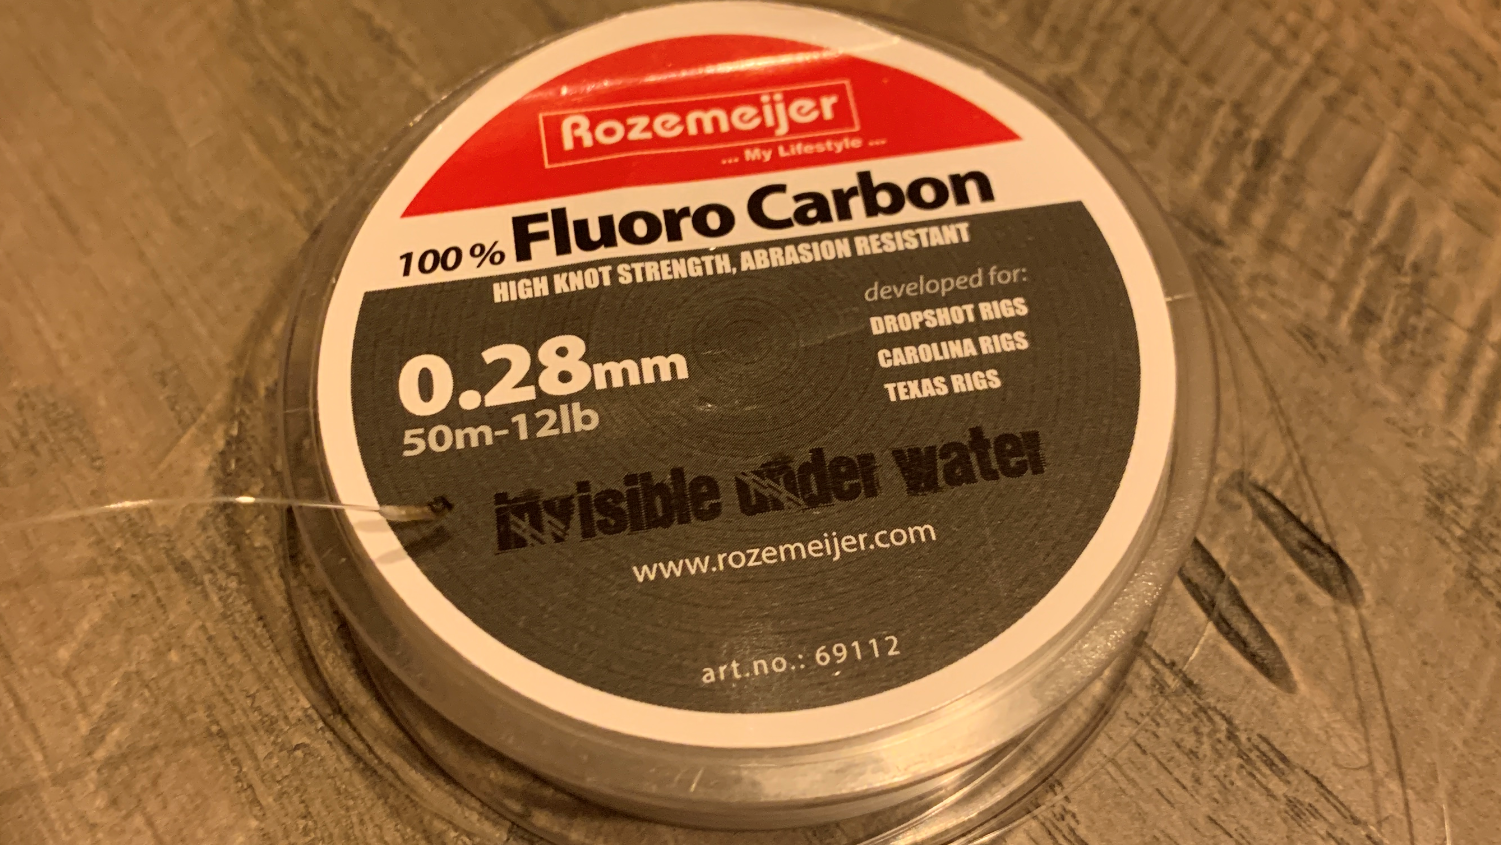 Rozemeijer
... My Lifestyle ...
100 % Fluoro Carbon
HIGH KNOT STRENGTH, ABRASION RESISTANT
0.28mm
50m-12lb
developed for:
DROPSHOT RIGS
CAROLINA RIGS
TEXAS RIGS
invisible under water
www.rozemeijer.com
art.no.: 69112